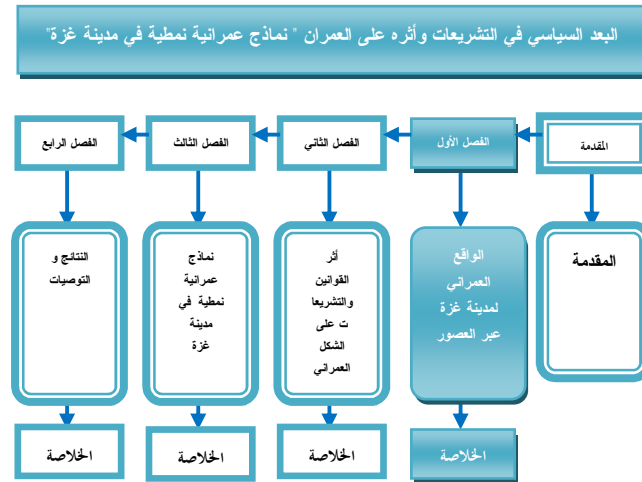 البعد السياسي في التشريعات وأثره على العمران " نماذج عمرانية نمطية في مدينة غزة"
المقدمة
الفصل الأول
الفصل الثاني
الفصل الثالث
الفصل الرابع
المقدمة
الواقع
العمراني
لمدينة غزة
عبر العصور
أثر
القوانين
والتشريعا
ت على
الشكل
العمراني
نماذج
عمرانية
نمطية في
مدينة
غزة
النتائج و
التوصيات
الخلاصة
الخلاصة
الخلاصة
الخلاصة